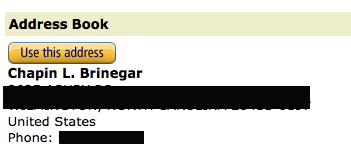 Address Book
Use this address
Chapin L. Brinegar
United States
Phone: